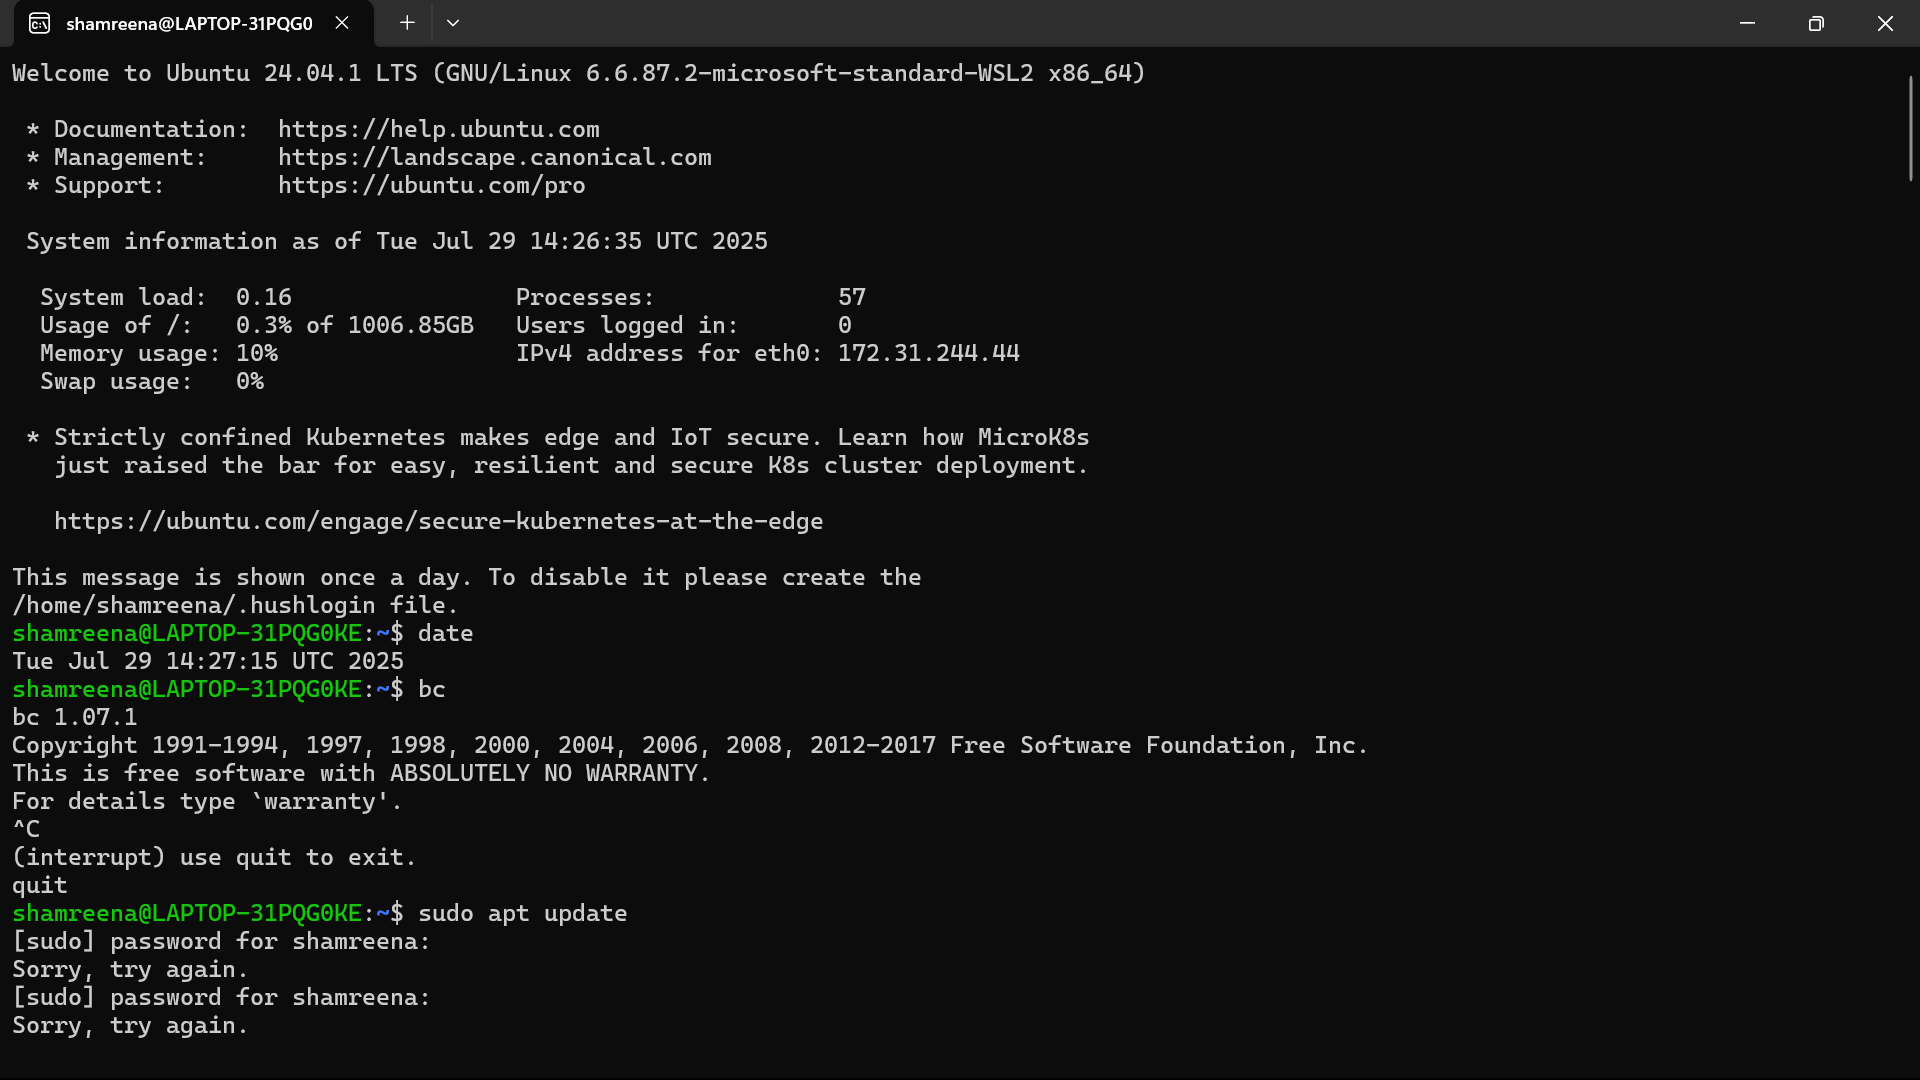 shamreena@LAPTOP-31PQG0
Welcome to Ubuntu 24.04.1 LTS (GNU/Linux 6.6.87.2-microsoft-standard-WSL2 x86_64)
* Documentation:  https://help.ubuntu.com
* Management:     https://landscape.canonical.com
* Support:        https://ubuntu.com/pro
System information as of Tue Jul 29 14:26:35 UTC 2025
System load:  0.16                Processes:             57
Usage of /:   0.3% of 1006.85GB   Users logged in:       0
Memory usage: 10%                 IPv4 address for eth0: 172.31.244.44
Swap usage:   0%
* Strictly confined Kubernetes makes edge and IoT secure. Learn how MicroK8s
just raised the bar for easy, resilient and secure K8s cluster deployment.
https://ubuntu.com/engage/secure-kubernetes-at-the-edge
This message is shown once a day. To disable it please create the
/home/shamreena/.hushlogin file.
shamreena@LAPTOP-31PQG0KE:~$ date
Tue Jul 29 14:27:15 UTC 2025
shamreena@LAPTOP-31PQG0KE:~$ bc
bc 1.07.1
Copyright 1991-1994, 1997, 1998, 2000, 2004, 2006, 2008, 2012-2017 Free Software Foundation, Inc.
This is free software with ABSOLUTELY NO WARRANTY.
For details type `warranty'.
^C
(interrupt) use quit to exit.
quit
shamreena@LAPTOP-31PQG0KE:~$ sudo apt update
[sudo] password for shamreena:
Sorry, try again.
[sudo] password for shamreena:
Sorry, try again.